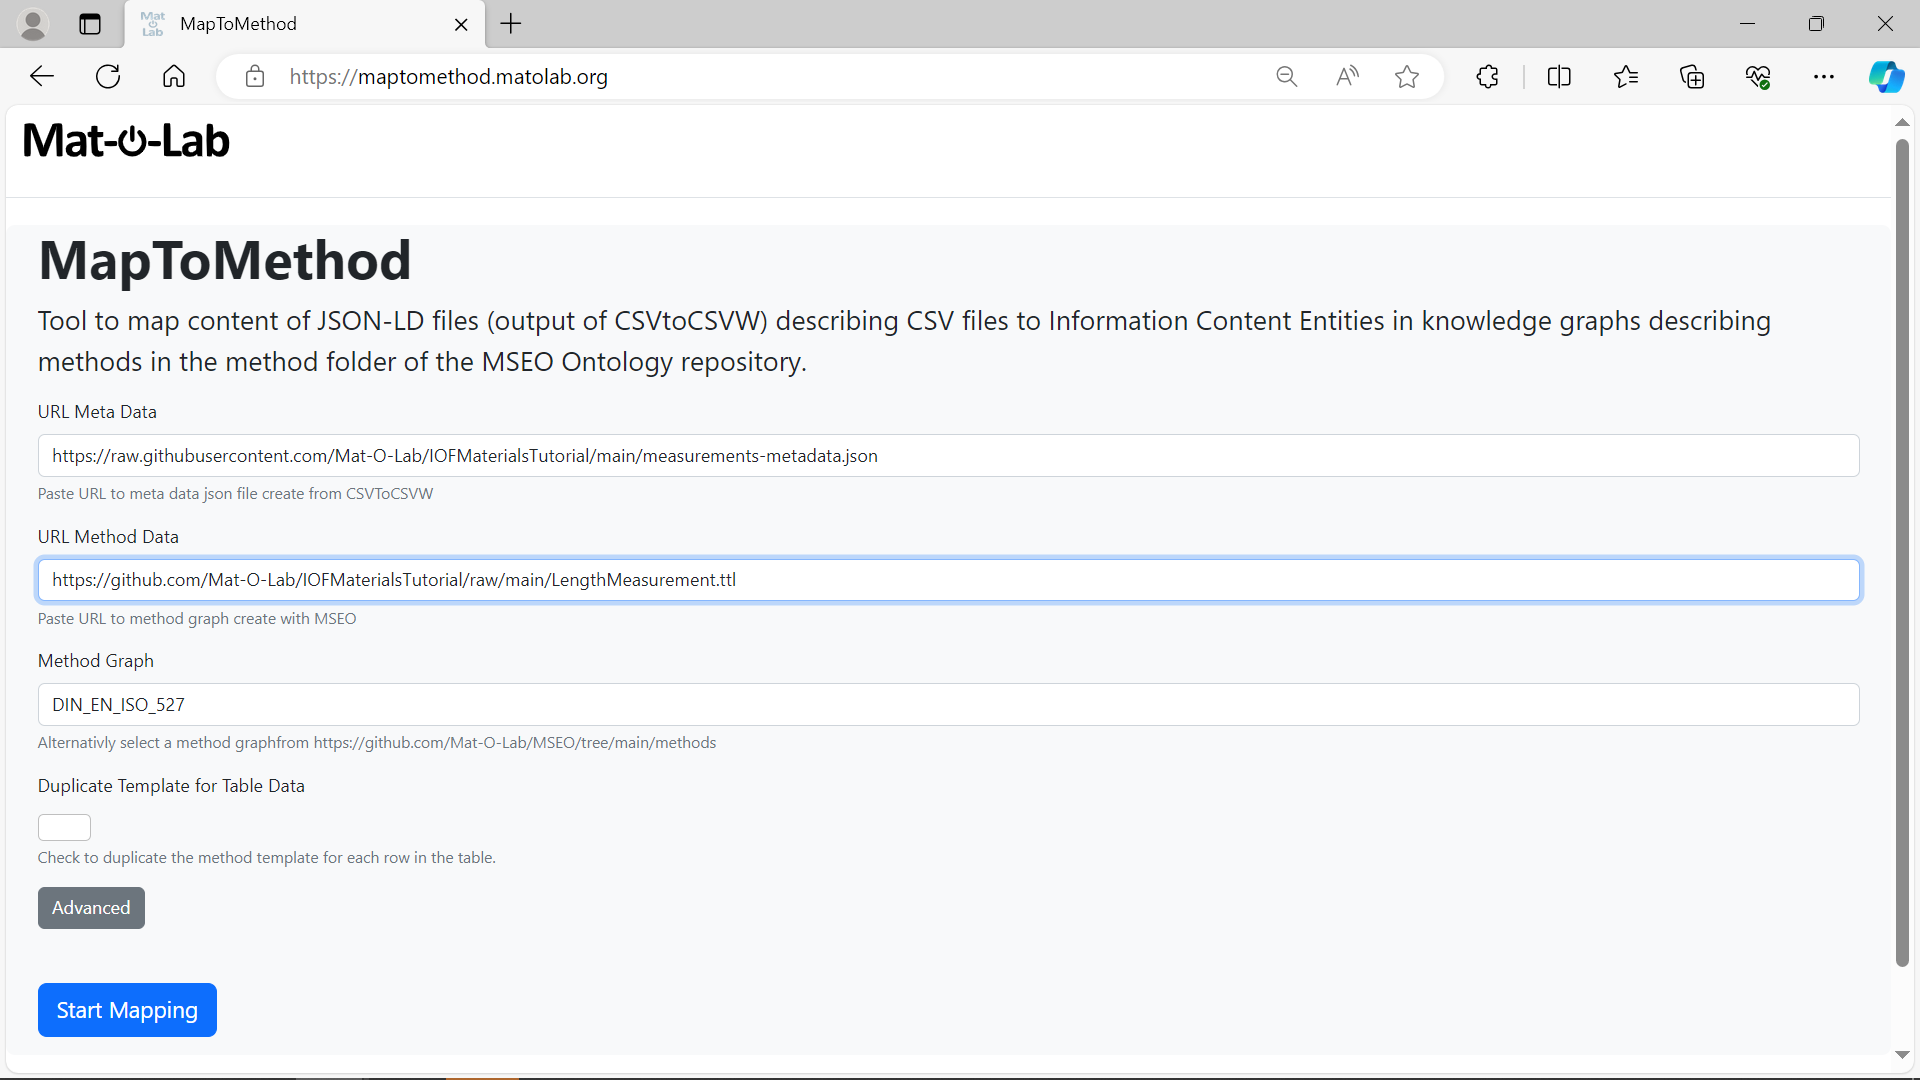 Mat
Lab
MapToMethod
https://maptomethod.matolab.org
Mat-o-Lab
MapToMethod
Tool to map content of JSON-LD files (output of CSVtoCSVW) describing CSV files to Information Content Entities in knowledge graphs describing
methods in the method folder of the MSEO Ontology repository.
URL Meta Data
https://raw.githubusercontent.com/Mat-O-Lab/IOFMaterialsTutorial/main/measurements-metadata.json
Paste URL to meta data json file create from CSVToCSVW
URL Method Data
https://github.com/Mat-O-Lab/IOFMaterialsTutorial/raw/main/LengthMeasurement.ttl
Paste URL to method graph create with MSEO
Method Graph
DIN_EN_ISO_527
Alternativly select a method graphfrom https://github.com/Mat-O-Lab/MSEO/tree/main/methods
Duplicate Template for Table Data
Check to duplicate the method template for each row in the table.
Advanced
Start Mapping